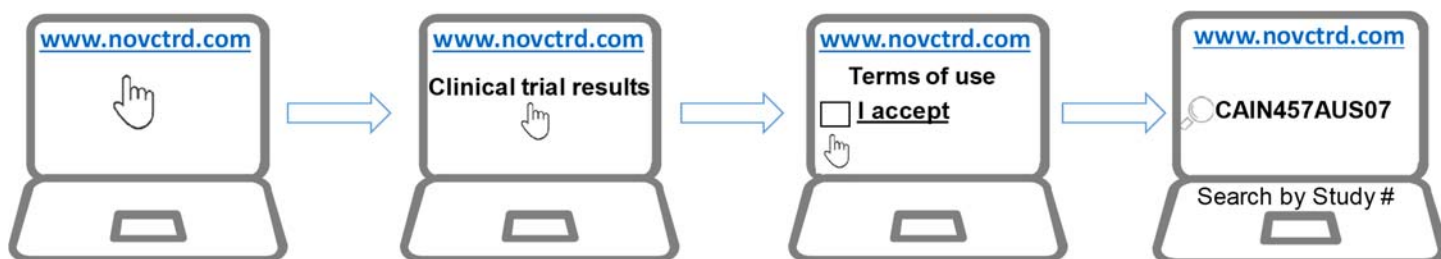 www.novctrd.com
www.novctrd.com
Clinical trial results
www.novctrd.com
Terms of use
I accept
www.novctrd.com
CAIN457AUS07
Search by Study #